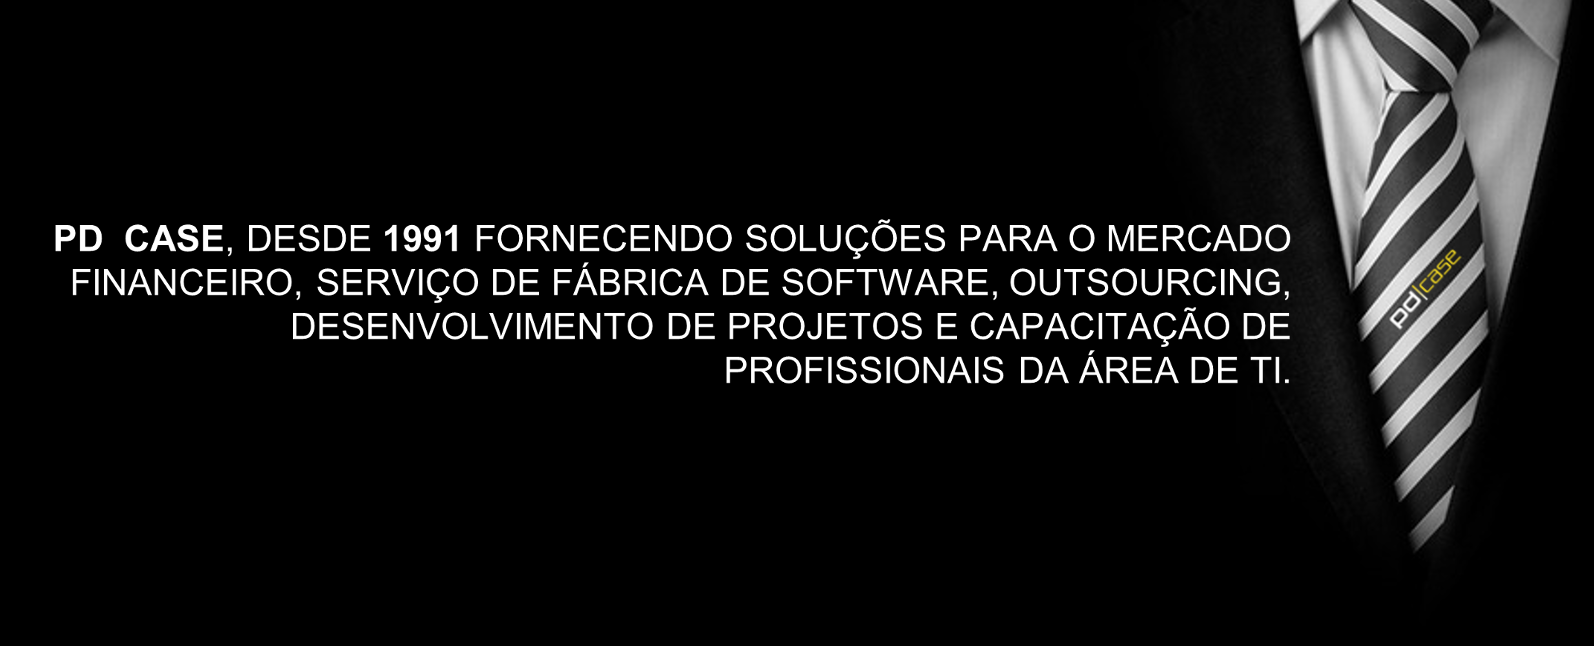 PD  CASE, DESDE 1991 FORNECENDO SOLUÇÕES PARA O MERCADO
FINANCEIRO, SERVIÇO DE FÁBRICA DE SOFTWARE, OUTSOURCING,
DESENVOLVIMENTO DE PROJETOS E CAPACITAÇÃO DE
PROFISSIONAIS DA ÁREA DE TI.
pd|case